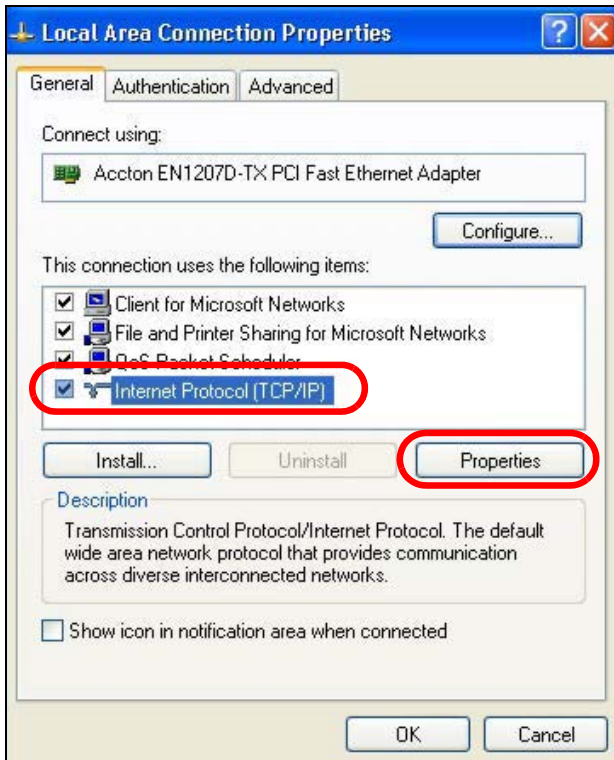 Local Area Connection Properties
General Authentication Advanced
Connect using:
Accton EN1207D-TX PCI Fast Ethernet Adapter
Configure...
This connection uses the following items:
Client for Microsoft Networks
File and Printer Sharing for Microsoft Networks
QoS Packet Scheduler
Internet Protocol (TCP/IP)
Install... Uninstall Properties
Description
Transmission Control Protocol/Internet Protocol. The default
wide area network protocol that provides communication
across diverse interconnected networks.
Show icon in notification area when connected
OK Cancel